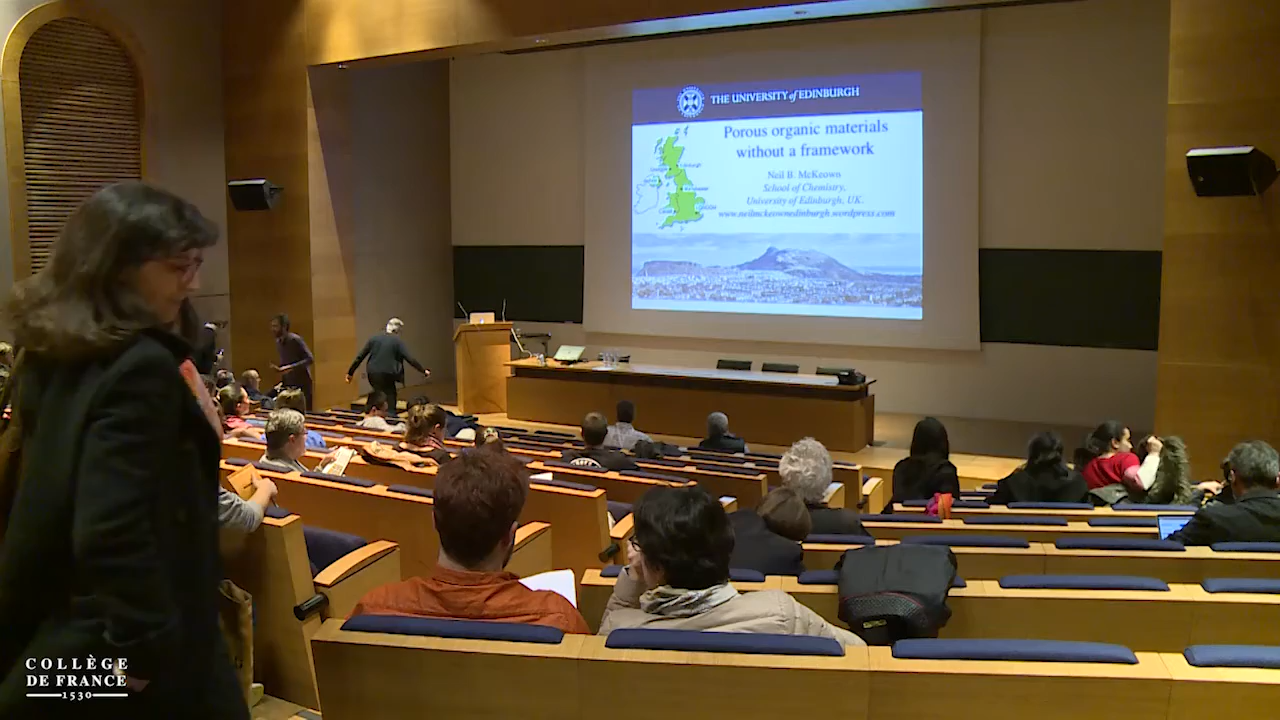 THE UNIVERSITY of EDINBURGH
Porous organic materials
without a framework
Neil B. McKeown
School of Chemistry,
University of Edinburgh, UK.
www.neilmckeownedinburgh.wordpress.com
COLLÈGE
DE FRANCE
1530